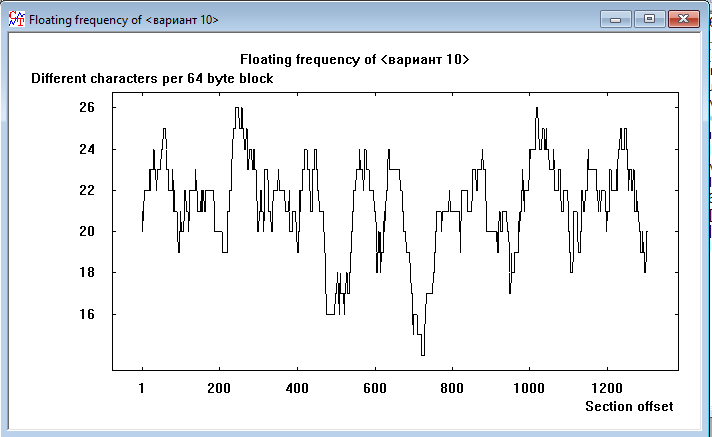 Floating frequency of <вариант 10>
Floating frequency of <вариант 10>
Different characters per 64 byte block
26
24
22
20
18
16
1 200 400 600 800 1000 1200
Section offset